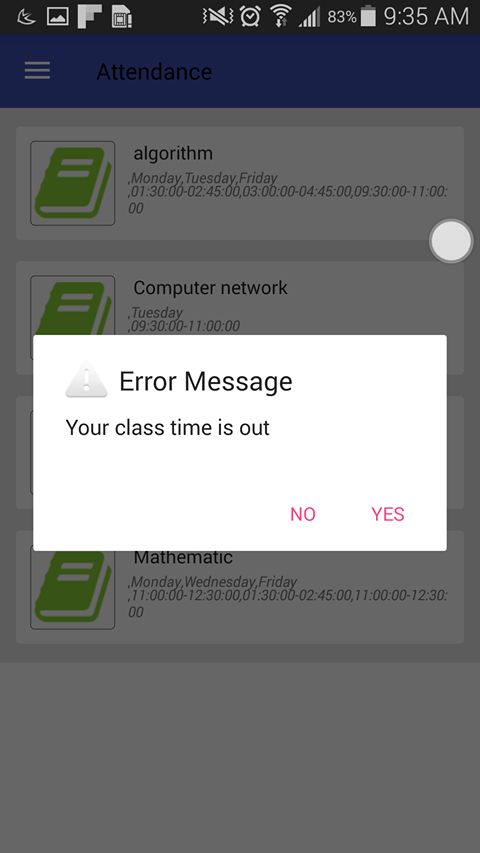 83% 9:35 AM
Attendance
algorithm
,Monday,Tuesday,Friday
,01:30:00-02:45:00,03:00:00-04:45:00,09:30:00-11:00:
00
Computer network
,Tuesday
,09:30:00-11:00:00
Error Message
Your class time is out
NO YES
Mathematic
,Monday,Wednesday,Friday
,11:00:00-12:30:00,01:30:00-02:45:00,11:00:00-12:30:
00